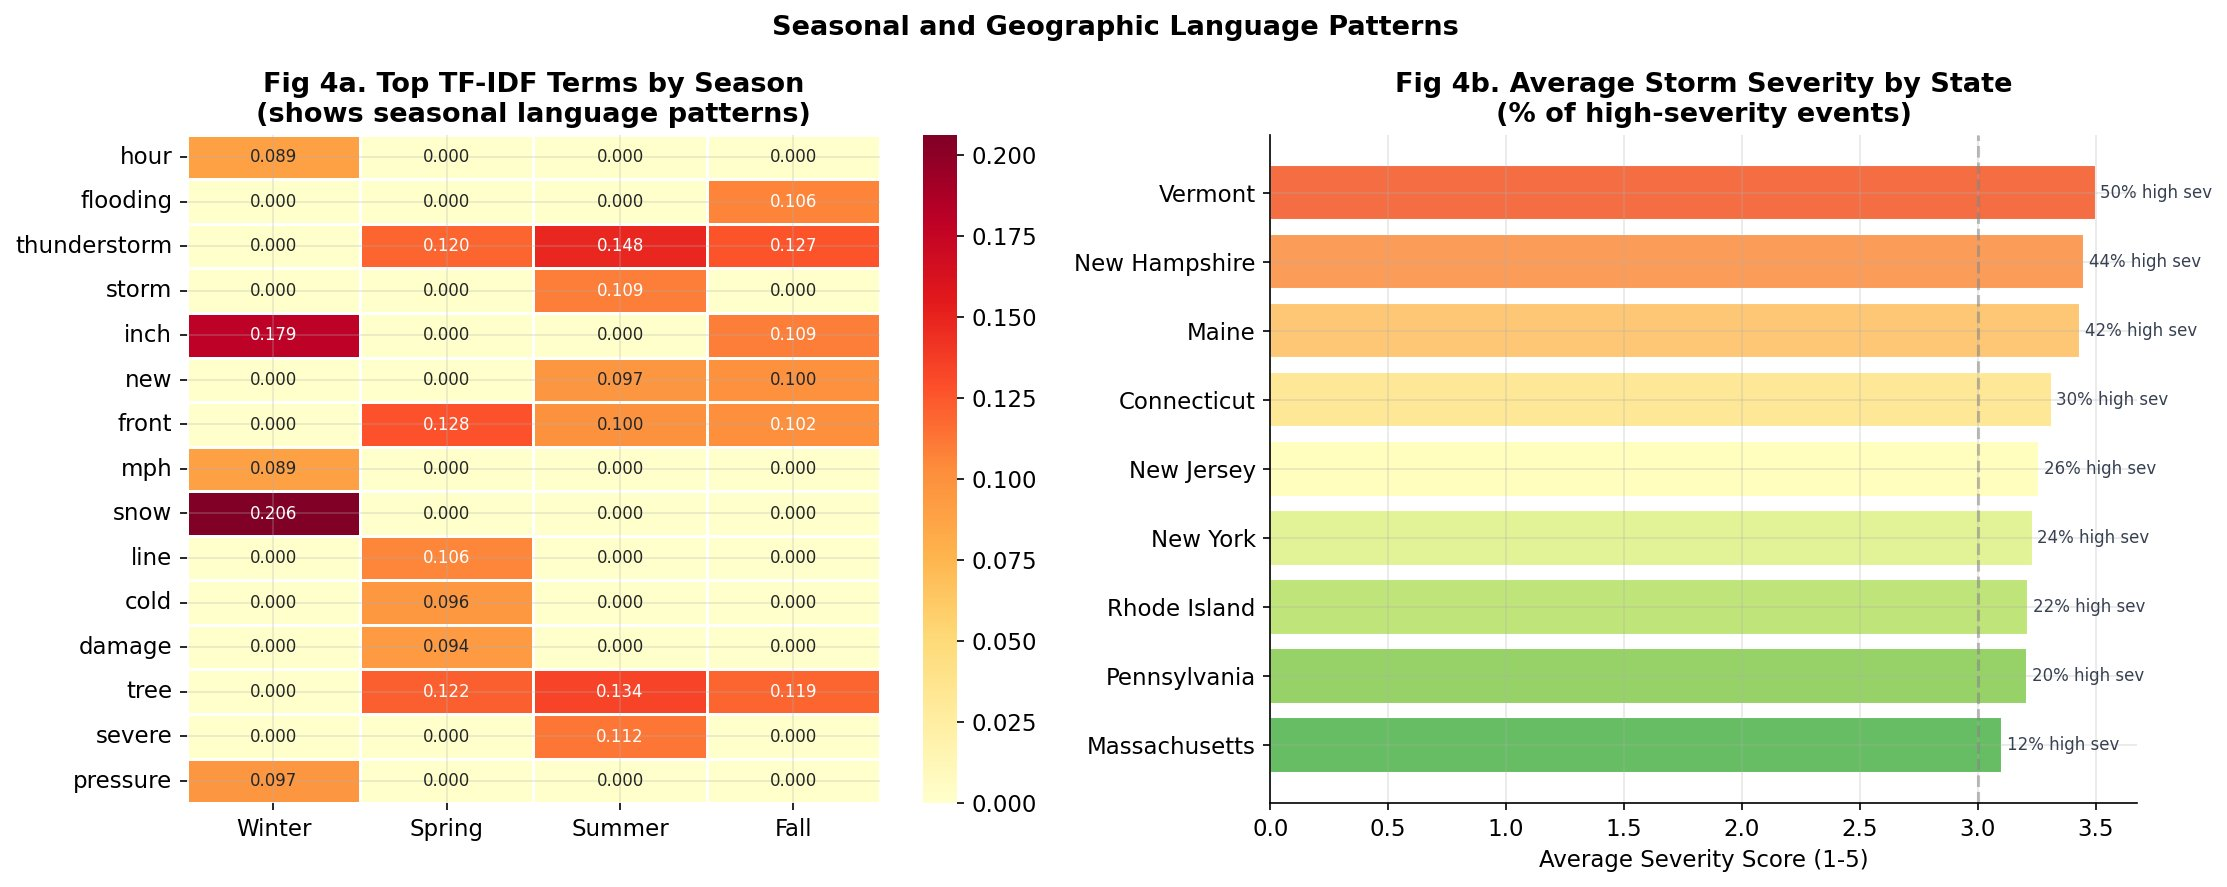 Seasonal and Geographic Language Patterns
Fig 4a. Top TF-IDF Terms by Season
(shows seasonal language patterns)
hour 0.089 0.000 0.000 0.000
flooding 0.000 0.000 0.000 0.106
thunderstorm 0.000 0.120 0.148 0.127
storm 0.000 0.000 0.109 0.000
inch 0.179 0.000 0.000 0.109
new 0.000 0.000 0.097 0.100
front 0.000 0.128 0.100 0.102
mph 0.089 0.000 0.000 0.000
snow 0.206 0.000 0.000 0.000
line 0.000 0.106 0.000 0.000
cold 0.000 0.096 0.000 0.000
damage 0.000 0.094 0.000 0.000
tree 0.000 0.122 0.134 0.119
severe 0.000 0.000 0.112 0.000
pressure 0.097 0.000 0.000 0.000
Winter Spring Summer Fall
0.200
0.175
0.150
0.125
0.100
0.075
0.050
0.025
0.000
Fig 4b. Average Storm Severity by State
(% of high-severity events)
Vermont 50% high sev
New Hampshire 44% high sev
Maine 42% high sev
Connecticut 30% high sev
New Jersey 26% high sev
New York 24% high sev
Rhode Island 22% high sev
Pennsylvania 20% high sev
Massachusetts 12% high sev
0.0 0.5 1.0 1.5 2.0 2.5 3.0 3.5
Average Severity Score (1-5)